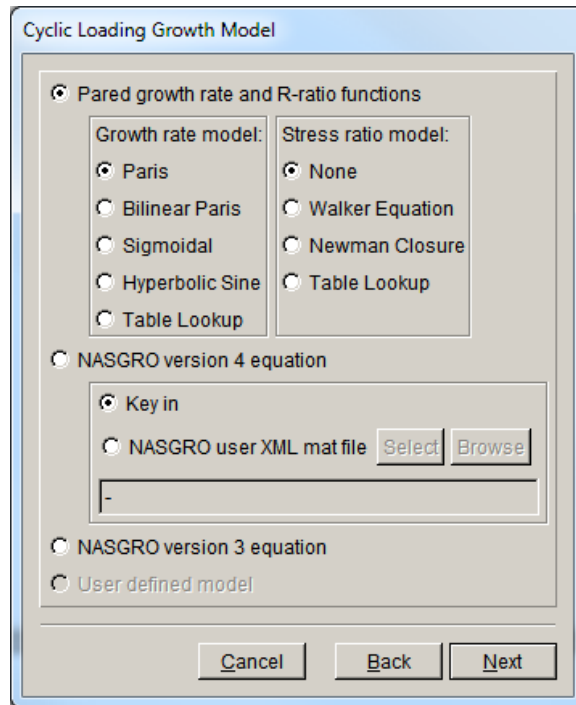 Cyclic Loading Growth Model
Pared growth rate and R-ratio functions
Growth rate model:
Paris
Bilinear Paris
Sigmoidal
Hyperbolic Sine
Table Lookup
Stress ratio model:
None
Walker Equation
Newman Closure
Table Lookup
NASGRO version 4 equation
Key in
NASGRO user XML mat file Select Browse
-
NASGRO version 3 equation
User defined model
Cancel Back Next